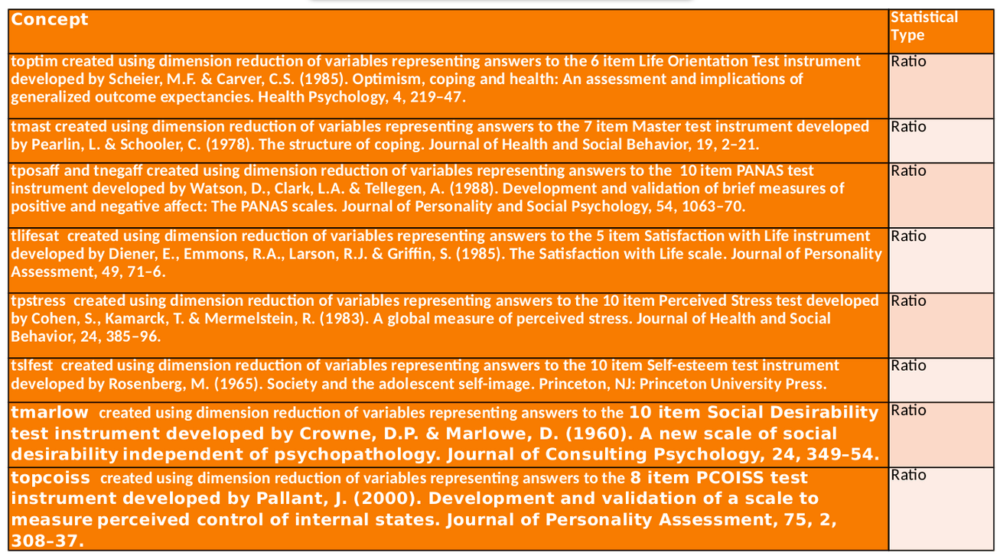 Concept
Statistical
Type
toptim created using dimension reduction of variables representing answers to the 6 item Life Orientation Test instrument
developed by Scheier, M.F. & Carver, C.S. (1985). Optimism, coping and health: An assessment and implications of
generalized outcome expectancies. Health Psychology, 4, 219–47.
Ratio
tmast created using dimension reduction of variables representing answers to the 7 item Master test instrument developed
by Pearlin, L. & Schooler, C. (1978). The structure of coping. Journal of Health and Social Behavior, 19, 2–21.
Ratio
tposaff and tnegaff created using dimension reduction of variables representing answers to the  10 item PANAS test
instrument developed by Watson, D., Clark, L.A. & Tellegen, A. (1988). Development and validation of brief measures of
positive and negative affect: The PANAS scales. Journal of Personality and Social Psychology, 54, 1063–70.
Ratio
tlifesat  created using dimension reduction of variables representing answers to the 5 item Satisfaction with Life instrument
developed by Diener, E., Emmons, R.A., Larson, R.J. & Griffin, S. (1985). The Satisfaction with Life scale. Journal of Personality
Assessment, 49, 71–6.
Ratio
tpstress  created using dimension reduction of variables representing answers to the 10 item Perceived Stress test developed
by Cohen, S., Kamarck, T. & Mermelstein, R. (1983). A global measure of perceived stress. Journal of Health and Social
Behavior, 24, 385–96.
Ratio
tslfest  created using dimension reduction of variables representing answers to the 10 item Self-esteem test instrument
developed by Rosenberg, M. (1965). Society and the adolescent self-image. Princeton, NJ: Princeton University Press.
Ratio
tmarlow  created using dimension reduction of variables representing answers to the 10 item Social Desirability
test instrument developed by Crowne, D.P. & Marlowe, D. (1960). A new scale of social
desirability independent of psychopathology. Journal of Consulting Psychology, 24, 349–54.
Ratio
topcoiss  created using dimension reduction of variables representing answers to the 8 item PCOISS test
instrument developed by Pallant, J. (2000). Development and validation of a scale to
measure perceived control of internal states. Journal of Personality Assessment, 75, 2,
308–37.
Ratio